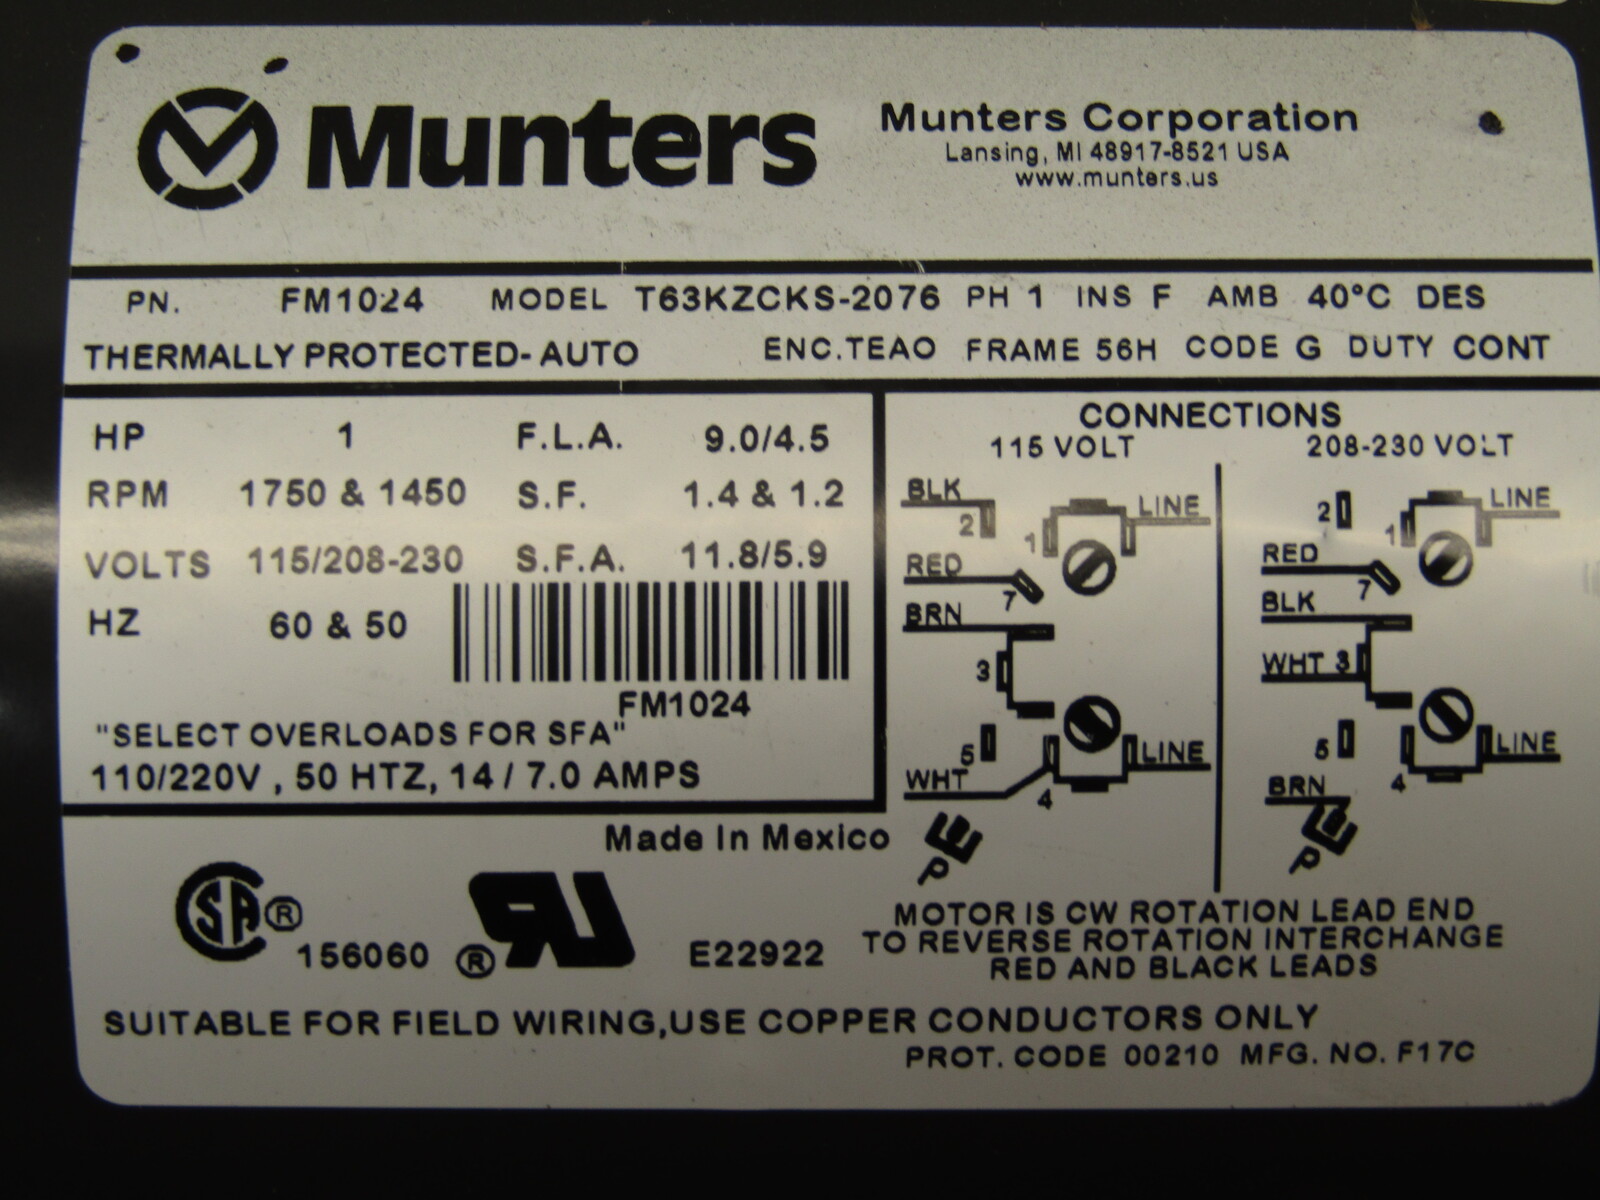 Munters
Munters Corporation
Lansing, MI 48917-8521 USA
www.munters.us
PN. FM1024 MODEL T63KZCKS-2076 PH 1 INS F AMB 40°C DES
THERMALLY PROTECTED- AUTO ENC.TEAO FRAME 56H CODE G DUTY CONT
HP 1 F.L.A. 9.0/4.5
RPM 1750 & 1450 S.F. 1.4 & 1.2
VOLTS 115/208-230 S.F.A. 11.8/5.9
HZ 60 & 50
FM1024
"SELECT OVERLOADS FOR SFA"
110/220V , 50 HTZ, 14 / 7.0 AMPS
CONNECTIONS
115 VOLT
BLK
2
1
LINE
RED
7
BRN
3
5
LINE
WHT
4
P
208-230 VOLT
2
1
LINE
RED
7
BLK
WHT 3
5
LINE
BRN
4
P
Made In Mexico
SA ®
156060
® RU
E22922
MOTOR IS CW ROTATION LEAD END
TO REVERSE ROTATION INTERCHANGE
RED AND BLACK LEADS
SUITABLE FOR FIELD WIRING,USE COPPER CONDUCTORS ONLY
PROT. CODE 00210 MFG. NO. F17C